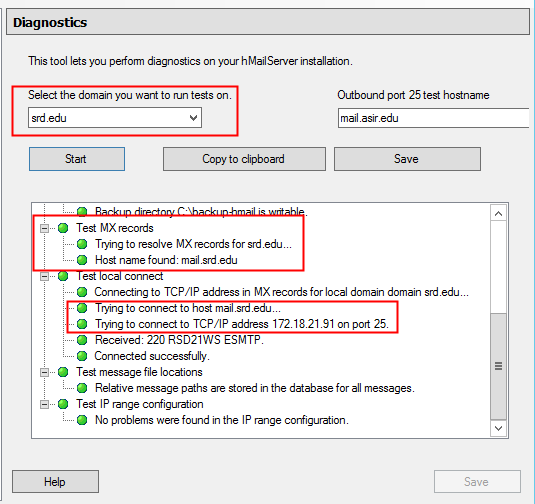 Diagnostics
This tool lets you perform diagnostics on your hMailServer installation.
Select the domain you want to run tests on.
Outbound port 25 test hostname
srd.edu
mail.asir.edu
Start
Copy to clipboard
Save
Backup directory C:\backup-hmail is writable.
Test MX records
Trying to resolve MX records for srd.edu...
Host name found: mail.srd.edu
Test local connect
Connecting to TCP/IP address in MX records for local domain domain srd.edu...
Trying to connect to host mail.srd.edu...
Trying to connect to TCP/IP address 172.18.21.91 on port 25.
Received: 220 RSD21WS ESMTP.
Connected successfully.
Test message file locations
Relative message paths are stored in the database for all messages.
Test IP range configuration
No problems were found in the IP range configuration.
Help
Save